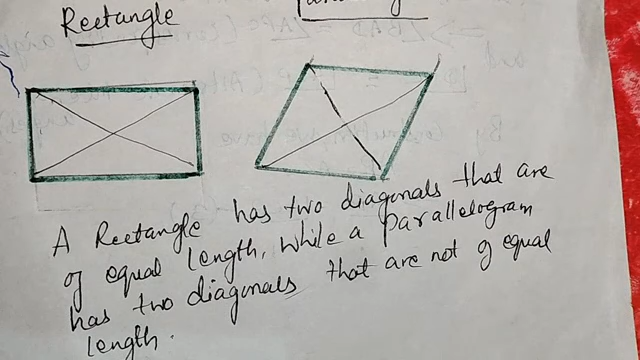 Rectangle
A Rectangle has two diagonals that are
of equal length, while a parallelogram
has two diagonals that are not of equal
length.